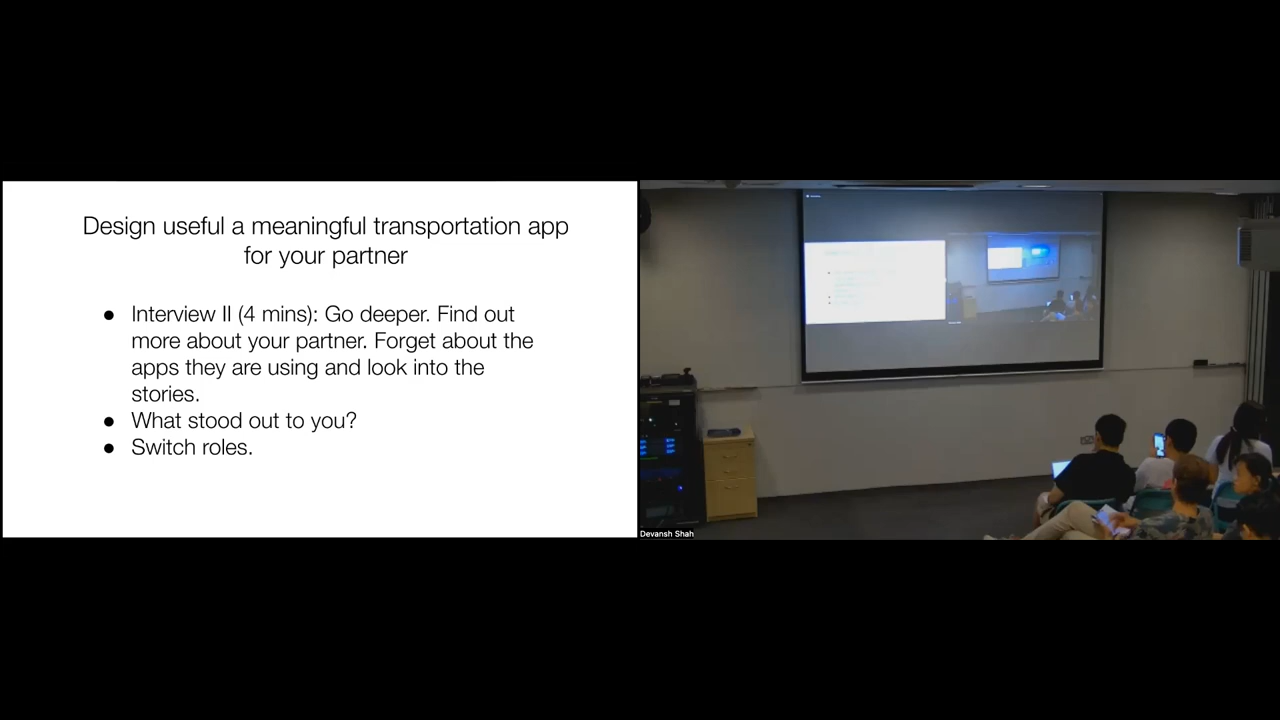 Design useful a meaningful transportation app
for your partner
● Interview II (4 mins): Go deeper. Find out
more about your partner. Forget about the
apps they are using and look into the
stories.
● What stood out to you?
● Switch roles.
Devansh Shah